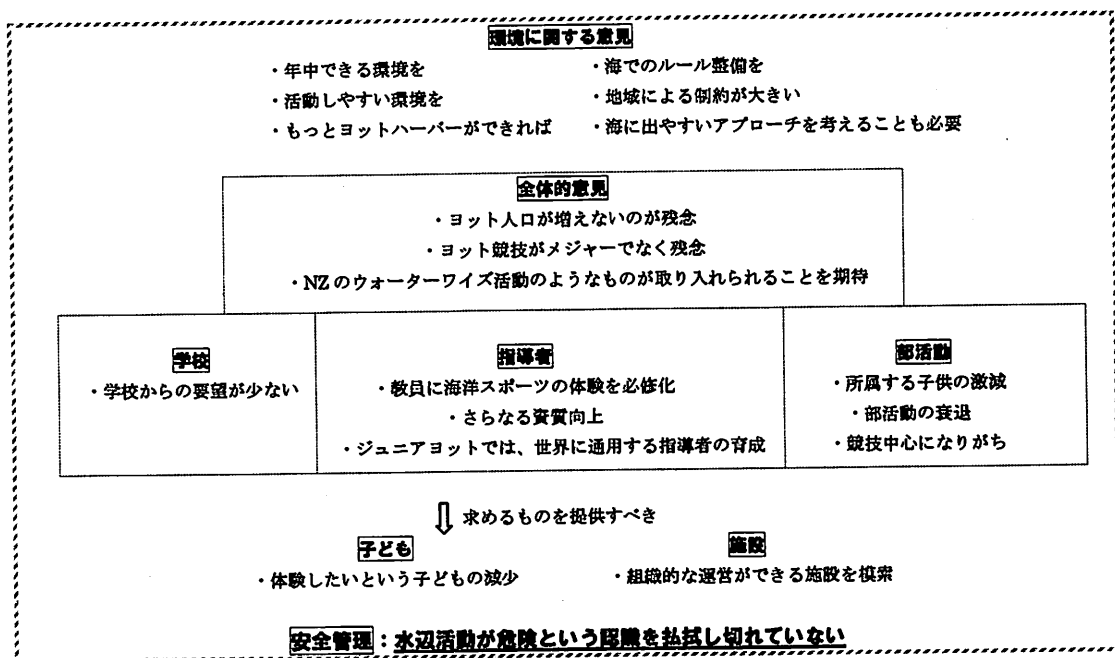 環境に関する意見
・年中できる環境を
・活動しやすい環境を
・もっとヨットハーバーができれば
・海でのルール整備を
・地域による制約が大きい
・海に出やすいアプローチを考えることも必要
全体的意見
・ヨット人口が増えないのが残念
・ヨット競技がメジャーでなく残念
・NZのウォーターワイズ活動のようなものが取り入れられることを期待
学校
・学校からの要望が少ない
指導者
・教員に海洋スポーツの体験を必修化
・さらなる資質向上
・ジュニアヨットでは、世界に通用する指導者の育成
部活動
・所属する子供の激減
・部活動の衰退
・競技中心になりがち
⇩ 求めるものを提供すべき
子ども
・体験したいという子どもの減少
施設
・組織的な運営ができる施設を模索
安全管理：水辺活動が危険という認識を払拭し切れていない